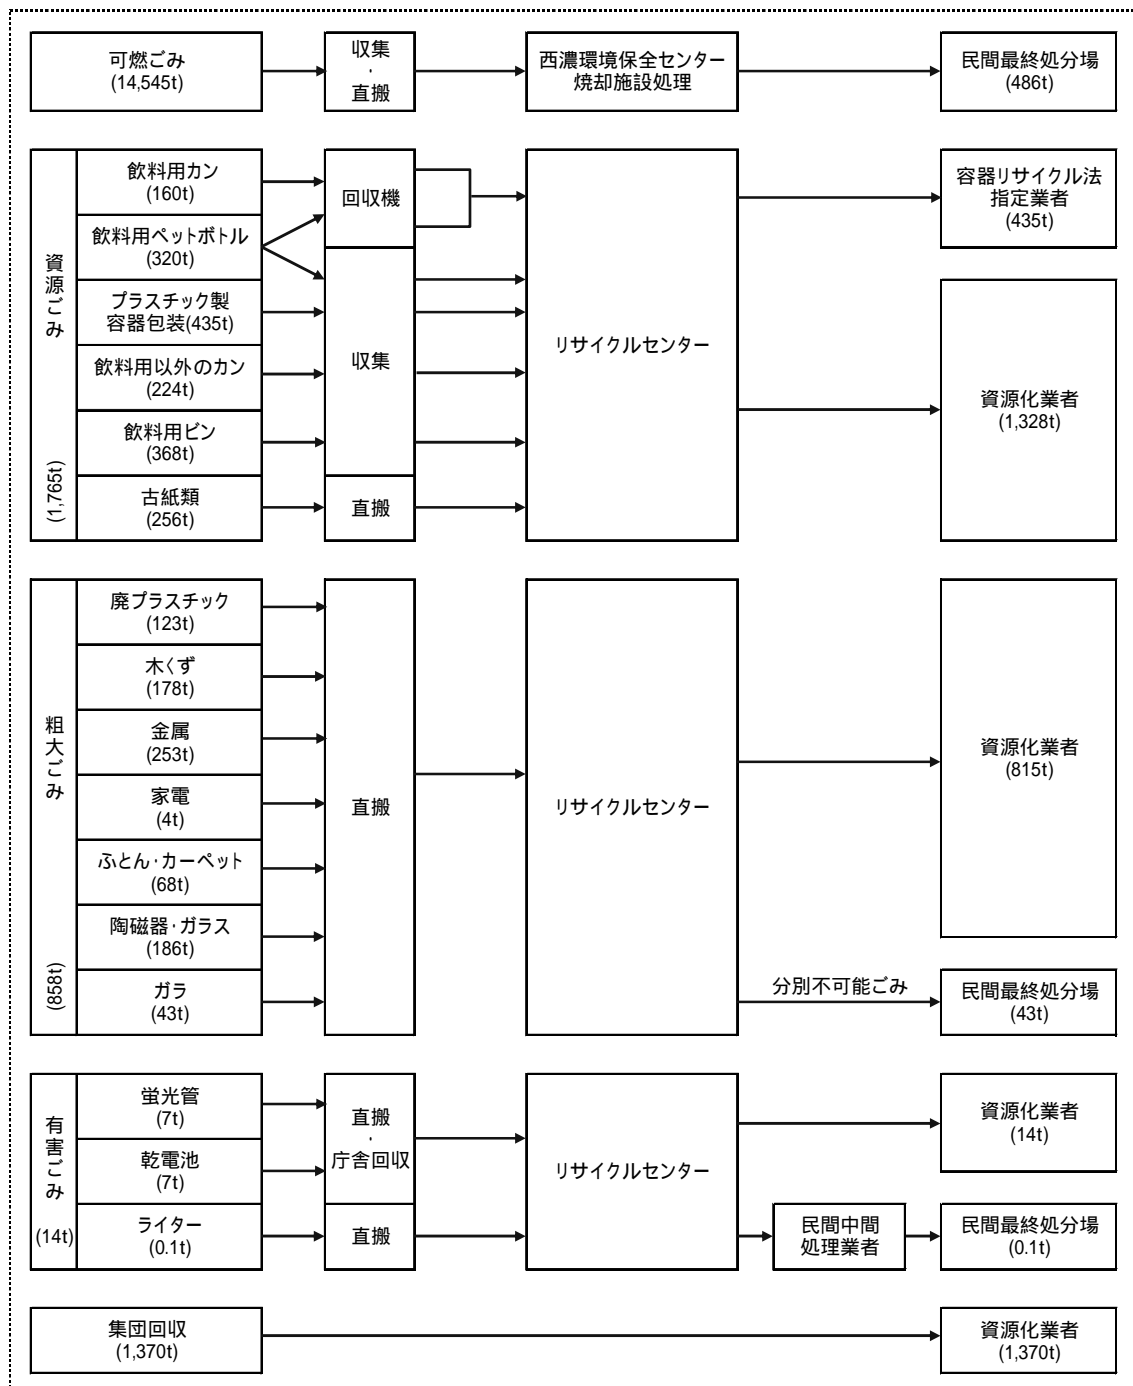 可燃ごみ
(14,545t)
収集
・
直搬
西濃環境保全センター
焼却施設処理
民間最終処分場
(486t)
資源ごみ
(1,765t)
飲料用カン
(160t)
飲料用ペットボトル
(320t)
プラスチック製
容器包装(435t)
飲料用以外のカン
(224t)
飲料用ビン
(368t)
古紙類
(256t)
回収機
収集
直搬
リサイクルセンター
容器リサイクル法
指定業者
(435t)
資源化業者
(1,328t)
粗大ごみ
(858t)
廃プラスチック
(123t)
木くず
(178t)
金属
(253t)
家電
(4t)
ふとん・カーペット
(68t)
陶磁器・ガラス
(186t)
ガラ
(43t)
直搬
リサイクルセンター
資源化業者
(815t)
分別不可能ごみ
民間最終処分場
(43t)
有害ごみ
(14t)
蛍光管
(7t)
乾電池
(7t)
ライター
(0.1t)
直搬
・
庁舎回収
直搬
リサイクルセンター
資源化業者
(14t)
民間中間
処理業者
民間最終処分場
(0.1t)
集団回収
(1,370t)
資源化業者
(1,370t)